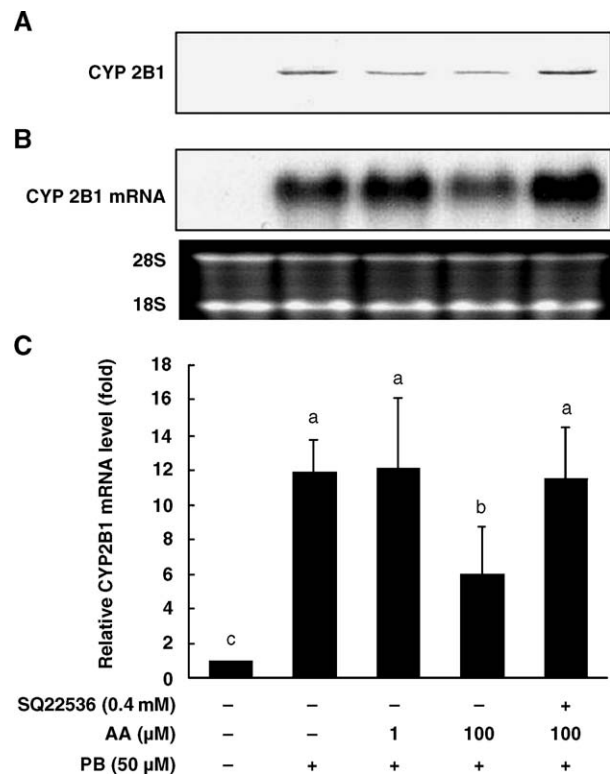 A
CYP 2B1
B
CYP 2B1 mRNA
28S
18S
C
Relative CYP2B1 mRNA level (fold)
18
16
14
12
10
8
6
4
2
0
c
a
a
b
a
SQ22536 (0.4 mM) – – – – +
AA (μM) – – 1 100 100
PB (50 μM) – + + + +